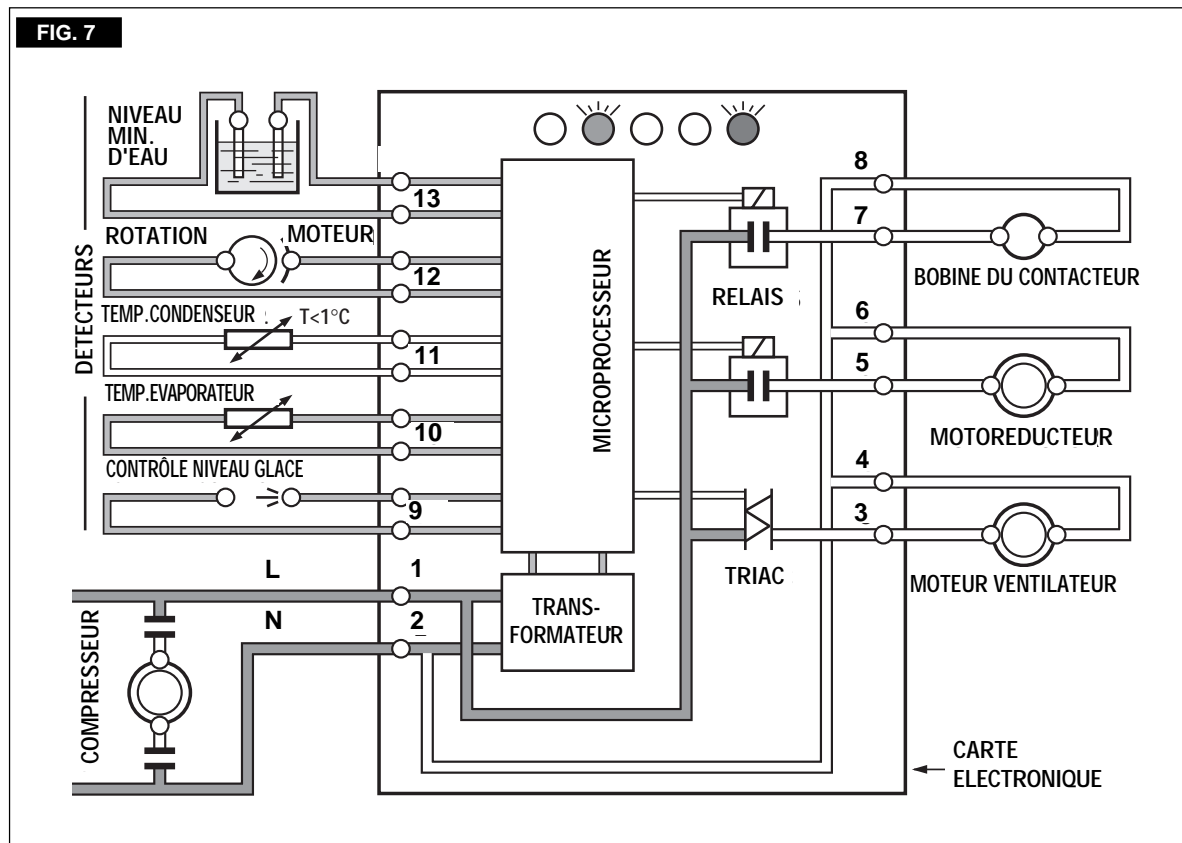 FIG. 7
NIVEAU
MIN.
D'EAU
13
ROTATION MOTEUR
12
TEMP.CONDENSEUR T<1°C
11
TEMP.EVAPORATEUR
10
CONTRÔLE NIVEAU GLACE
9
DETECTEURS
L 1
N 2
COMPRESSEUR
MICROPROCESSEUR
TRANS-
FORMATEUR
RELAIS
TRIAC
8
7
BOBINE DU CONTACTEUR
6
5
MOTOREDUCTEUR
4
3
MOTEUR VENTILATEUR
CARTE
ELECTRONIQUE